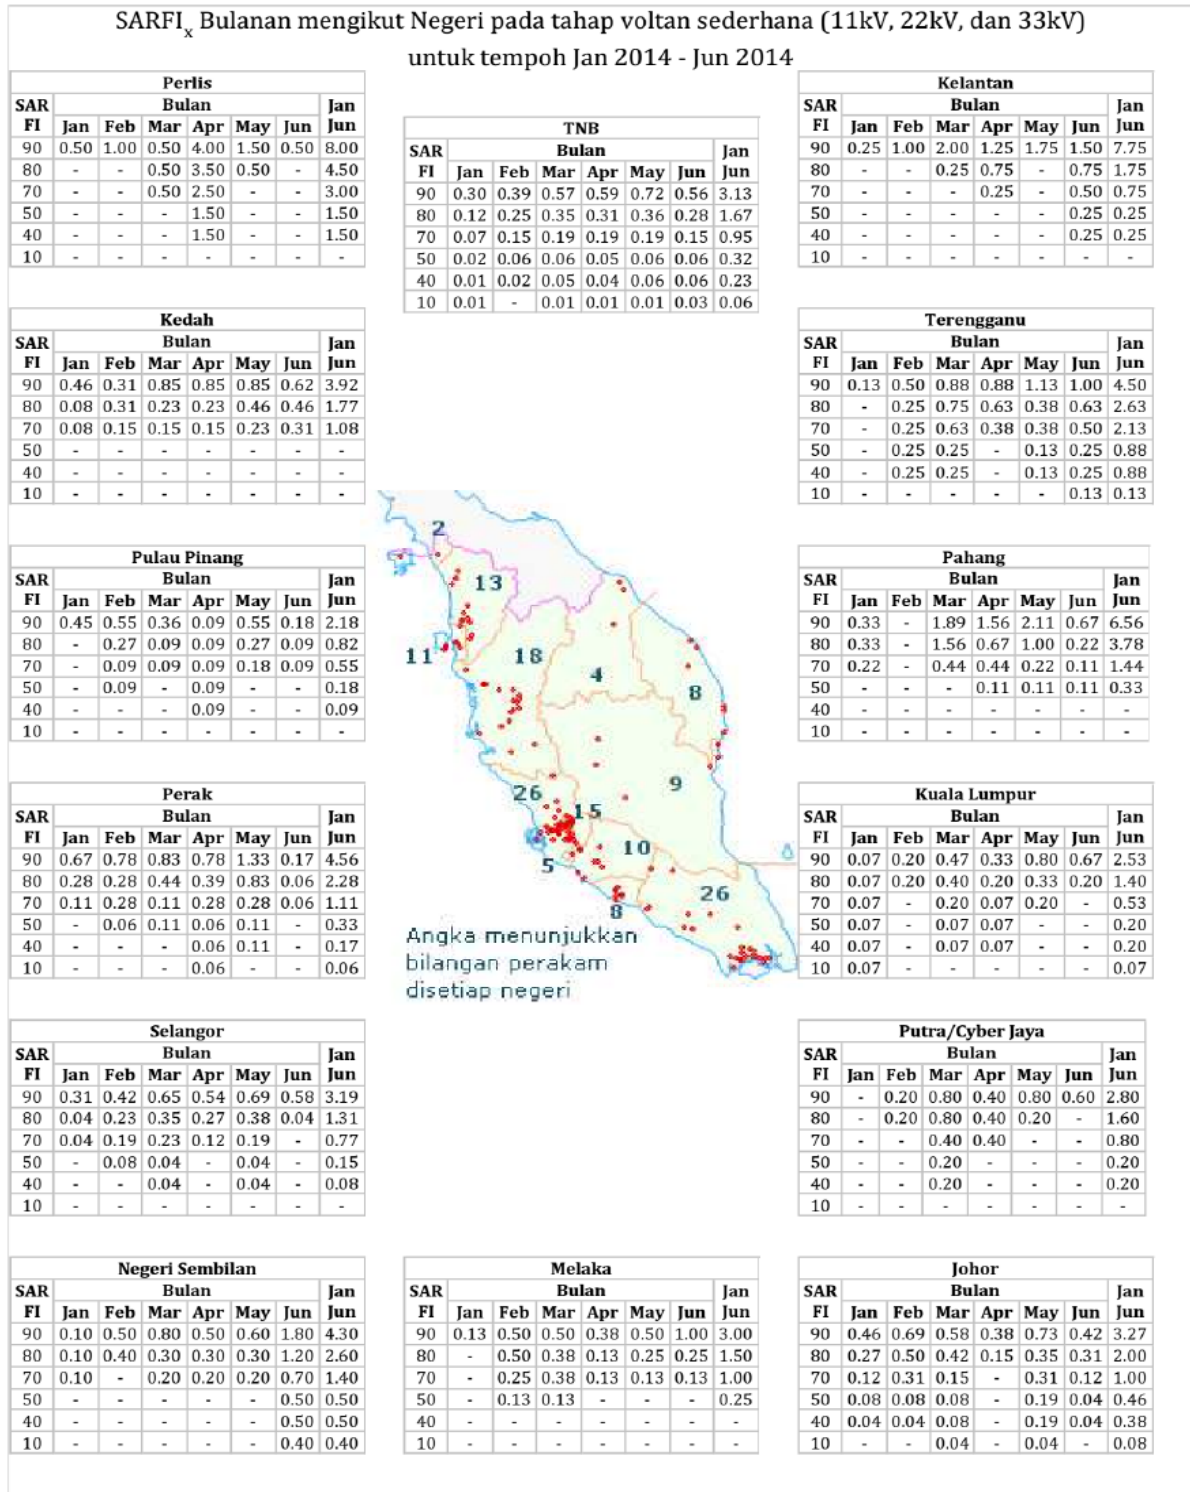 SARFIx Bulanan mengikut Negeri pada tahap voltan sederhana (11kV, 22kV, dan 33kV)
untuk tempoh Jan 2014 - Jun 2014
Perlis
SAR Bulan Jan
FI Jan Feb Mar Apr May Jun Jun
90 0.50 1.00 0.50 4.00 1.50 0.50 8.00
80 - - 0.50 3.50 0.50 - 4.50
70 - - 0.50 2.50 - - 3.00
50 - - - 1.50 - - 1.50
40 - - - 1.50 - - 1.50
10 - - - - - - -
TNB
SAR Bulan Jan
FI Jan Feb Mar Apr May Jun Jun
90 0.30 0.39 0.57 0.59 0.72 0.56 3.13
80 0.12 0.25 0.35 0.31 0.36 0.28 1.67
70 0.07 0.15 0.19 0.19 0.19 0.15 0.95
50 0.02 0.06 0.06 0.05 0.06 0.06 0.32
40 0.01 0.02 0.05 0.04 0.06 0.06 0.23
10 0.01 - 0.01 0.01 0.01 0.03 0.06
Kelantan
SAR Bulan Jan
FI Jan Feb Mar Apr May Jun Jun
90 0.25 1.00 2.00 1.25 1.75 1.50 7.75
80 - - 0.25 0.75 - 0.75 1.75
70 - - - 0.25 - 0.50 0.75
50 - - - - - 0.25 0.25
40 - - - - - 0.25 0.25
10 - - - - - - -
Kedah
SAR Bulan Jan
FI Jan Feb Mar Apr May Jun Jun
90 0.46 0.31 0.85 0.85 0.85 0.62 3.92
80 0.08 0.31 0.23 0.23 0.46 0.46 1.77
70 0.08 0.15 0.15 0.15 0.23 0.31 1.08
50 - - - - - - -
40 - - - - - - -
10 - - - - - - -
Terengganu
SAR Bulan Jan
FI Jan Feb Mar Apr May Jun Jun
90 0.13 0.50 0.88 0.88 1.13 1.00 4.50
80 - 0.25 0.75 0.63 0.38 0.63 2.63
70 - 0.25 0.63 0.38 0.38 0.50 2.13
50 - 0.25 0.25 - 0.13 0.25 0.88
40 - 0.25 0.25 - 0.13 0.25 0.88
10 - - - - - 0.13 0.13
Pulau Pinang
SAR Bulan Jan
FI Jan Feb Mar Apr May Jun Jun
90 0.45 0.55 0.36 0.09 0.55 0.18 2.18
80 - 0.27 0.09 0.09 0.27 0.09 0.82
70 - 0.09 0.09 0.09 0.18 0.09 0.55
50 - 0.09 - 0.09 - - 0.18
40 - - - 0.09 - - 0.09
10 - - - - - - -
2
13
11
18
4
8
9
26
15
10
5
26
8
Angka menunjukkan
bilangan perakam
disetiap negeri
Pahang
SAR Bulan Jan
FI Jan Feb Mar Apr May Jun Jun
90 0.33 - 1.89 1.56 2.11 0.67 6.56
80 0.33 - 1.56 0.67 1.00 0.22 3.78
70 0.22 - 0.44 0.44 0.22 0.11 1.44
50 - - - 0.11 0.11 0.11 0.33
40 - - - - - - -
10 - - - - - - -
Perak
SAR Bulan Jan
FI Jan Feb Mar Apr May Jun Jun
90 0.67 0.78 0.83 0.78 1.33 0.17 4.56
80 0.28 0.28 0.44 0.39 0.83 0.06 2.28
70 0.11 0.28 0.11 0.28 0.28 0.06 1.11
50 - 0.06 0.11 0.06 0.11 - 0.33
40 - - - 0.06 0.11 - 0.17
10 - - - 0.06 - - 0.06
Kuala Lumpur
SAR Bulan Jan
FI Jan Feb Mar Apr May Jun Jun
90 0.07 0.20 0.47 0.33 0.80 0.67 2.53
80 0.07 0.20 0.40 0.20 0.33 0.20 1.40
70 0.07 - 0.20 0.07 0.20 - 0.53
50 0.07 - 0.07 0.07 - - 0.20
40 0.07 - 0.07 0.07 - - 0.20
10 0.07 - - - - - 0.07
Selangor
SAR Bulan Jan
FI Jan Feb Mar Apr May Jun Jun
90 0.31 0.42 0.65 0.54 0.69 0.58 3.19
80 0.04 0.23 0.35 0.27 0.38 0.04 1.31
70 0.04 0.19 0.23 0.12 0.19 - 0.77
50 - 0.08 0.04 - 0.04 - 0.15
40 - - 0.04 - 0.04 - 0.08
10 - - - - - - -
Putra/Cyber Jaya
SAR Bulan Jan
FI Jan Feb Mar Apr May Jun Jun
90 - 0.20 0.80 0.40 0.80 0.60 2.80
80 - 0.20 0.80 0.40 0.20 - 1.60
70 - - 0.40 0.40 - - 0.80
50 - - 0.20 - - - 0.20
40 - - 0.20 - - - 0.20
10 - - - - - - -
Negeri Sembilan
SAR Bulan Jan
FI Jan Feb Mar Apr May Jun Jun
90 0.10 0.50 0.80 0.50 0.60 1.80 4.30
80 0.10 0.40 0.30 0.30 0.30 1.20 2.60
70 0.10 - 0.20 0.20 0.20 0.70 1.40
50 - - - - - 0.50 0.50
40 - - - - - 0.50 0.50
10 - - - - - 0.40 0.40
Melaka
SAR Bulan Jan
FI Jan Feb Mar Apr May Jun Jun
90 0.13 0.50 0.50 0.38 0.50 1.00 3.00
80 - 0.50 0.38 0.13 0.25 0.25 1.50
70 - 0.25 0.38 0.13 0.13 0.13 1.00
50 - 0.13 0.13 - - - 0.25
40 - - - - - - -
10 - - - - - - -
Johor
SAR Bulan Jan
FI Jan Feb Mar Apr May Jun Jun
90 0.46 0.69 0.58 0.38 0.73 0.42 3.27
80 0.27 0.50 0.42 0.15 0.35 0.31 2.00
70 0.12 0.31 0.15 - 0.31 0.12 1.00
50 0.08 0.08 0.08 - 0.19 0.04 0.46
40 0.04 0.04 0.08 - 0.19 0.04 0.38
10 - - 0.04 - 0.04 - 0.08